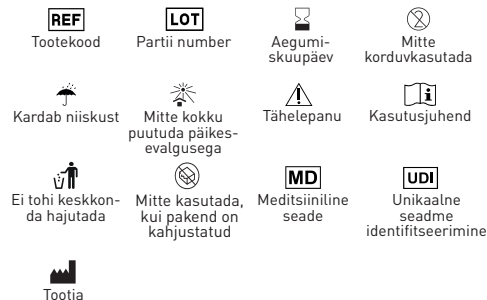 REF
Tootekood
LOT
Partii number
Aegumi-
skuupäev
2
Mitte
korduvkasutada
Kardab niiskust
Mitte kokku
puutuda päikes-
evalgusega
Tähelepanu
i
Kasutusjuhend
Ei tohi keskkon-
da hajutada
Mitte kasutada,
kui pakend on
kahjustatud
MD
Meditsiiniline
seade
UDI
Unikaalne
seadme
identifitseerimine
Tootja